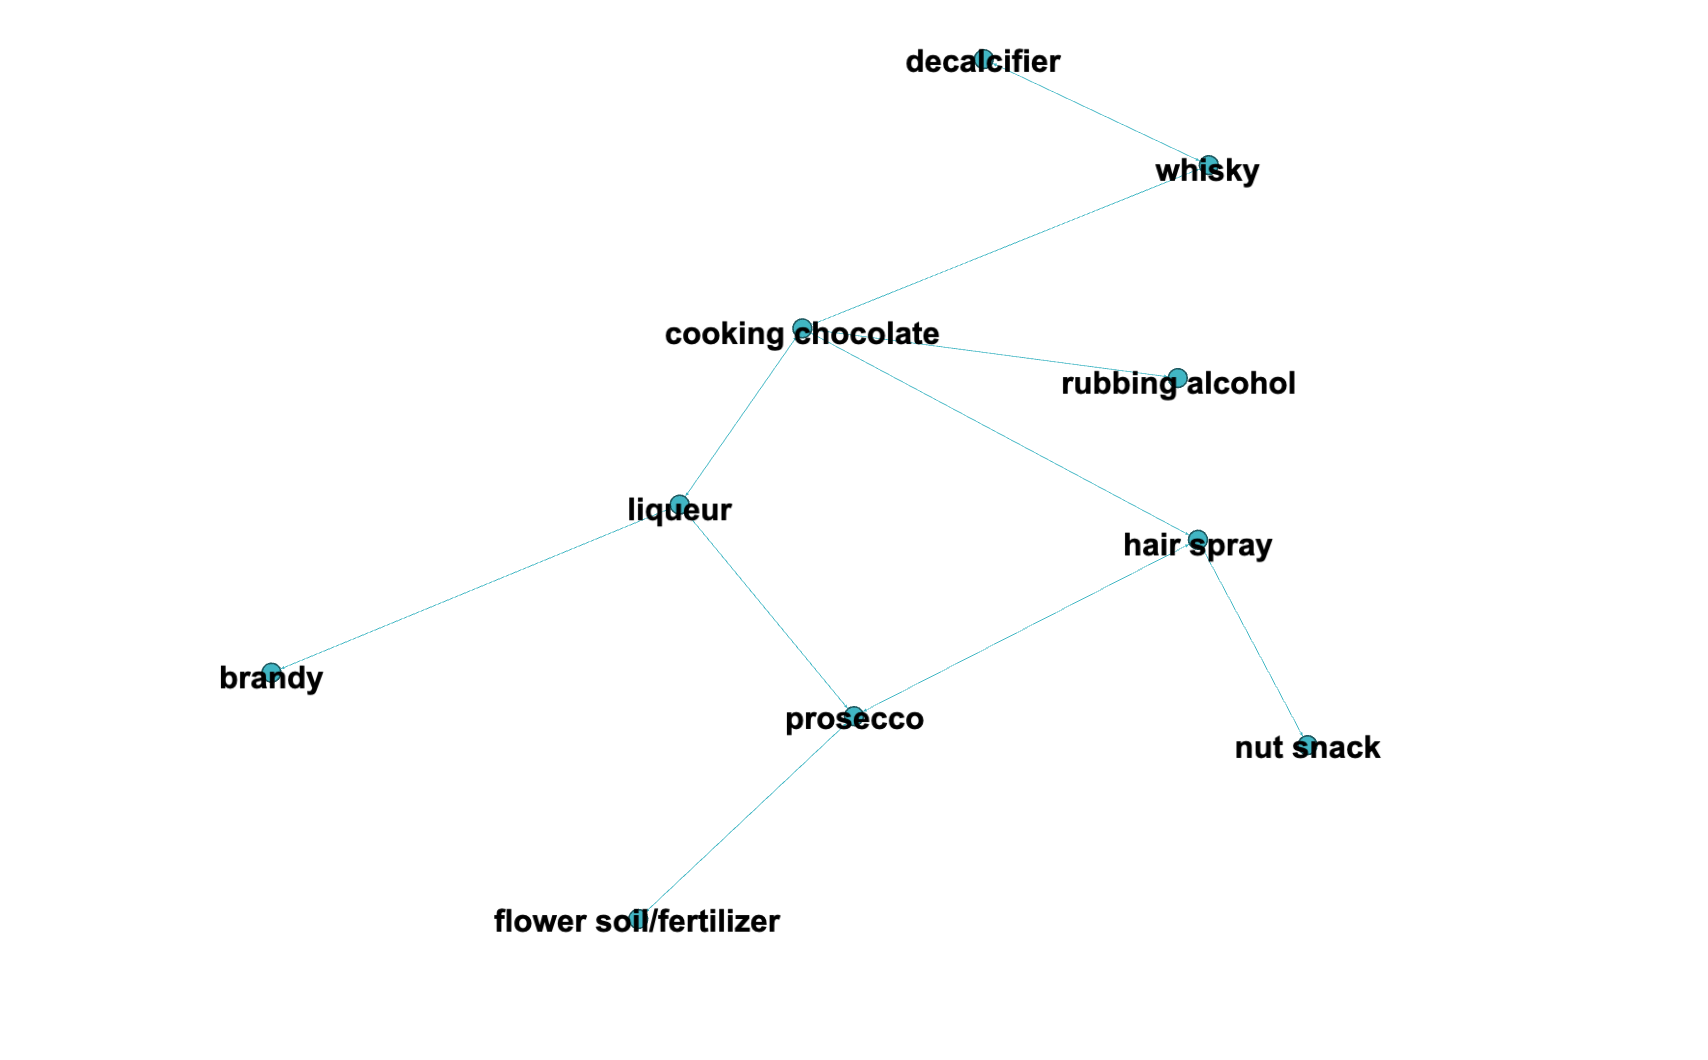 decalcifier
whisky
cooking chocolate
rubbing alcohol
liqueur
hair spray
brandy
prosecco
nut snack
flower soil/fertilizer